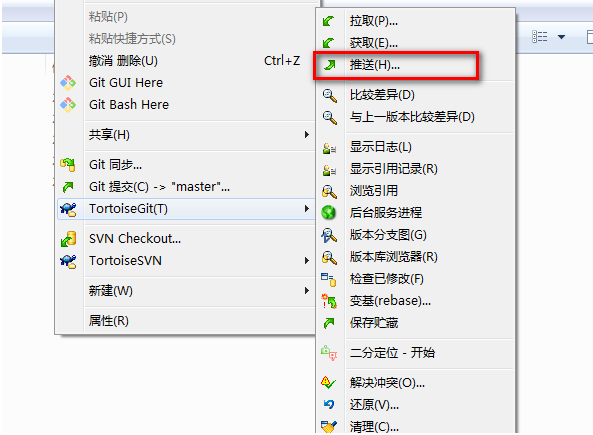 粘贴(P)
粘贴快捷方式(S)
撤消 删除(U) Ctrl+Z
Git GUI Here
Git Bash Here
共享(H)
Git 同步...
Git 提交(C) -> "master"...
TortoiseGit(T)
SVN Checkout...
TortoiseSVN
新建(W)
属性(R)
拉取(P)...
获取(E)...
推送(H)...
比较差异(D)
与上一版本比较差异(D)
显示日志(L)
显示引用记录(R)
浏览引用
后台服务进程
版本分支图(G)
版本库浏览器(R)
检查已修改(F)
变基(rebase)...
保存贮藏
二分定位 - 开始
解决冲突(O)...
还原(V)...
清理(C)...